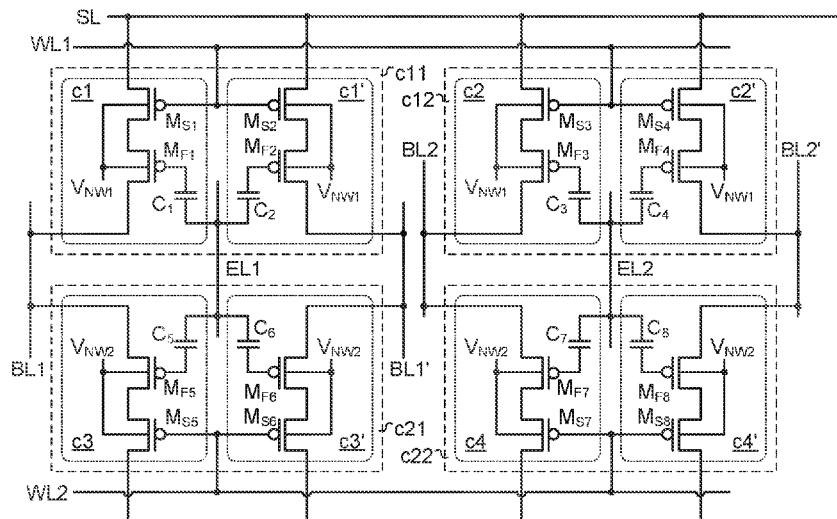 SL
WL1
c11
c1 c1' c12 c2 c2'
MS1 MS2 MS3 MS4
MF1 MF2 BL2 MF3 MF4 BL2'
VNW1 C1 C2 VNW1 VNW1 C3 C4 VNW1
EL1 EL2
C5 C6 C7 C8
VNW2 VNW2 VNW2 VNW2
BL1 MF5 MF6 BL1' MF7 MF8
MS5 MS6 c21 MS7 MS8
c3 c3' c22 c4 c4'
WL2